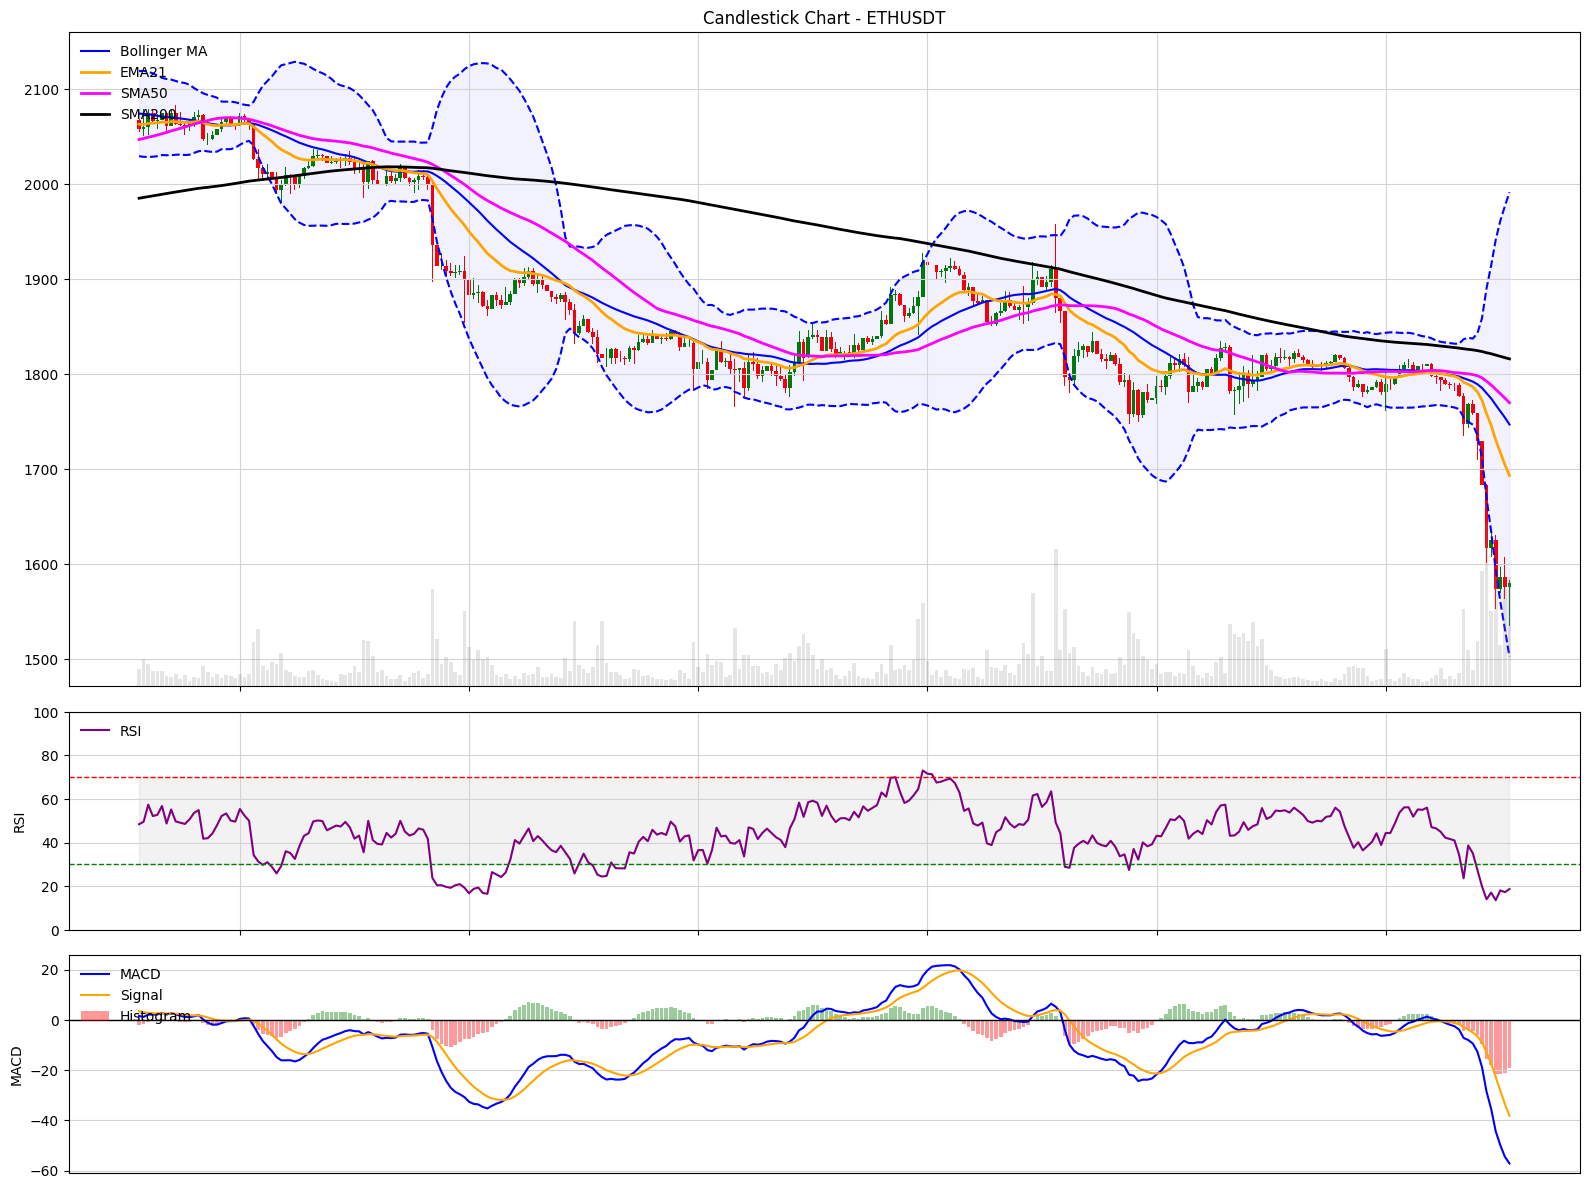 Candlestick Chart - ETHUSDT
Bollinger MA
EMA21
SMA50
SMA200
2100
2000
1900
1800
1700
1600
1500
RSI
100
80
60
40
20
0
RSI
MACD
Signal
Histogram
20
0
−20
−40
−60
MACD